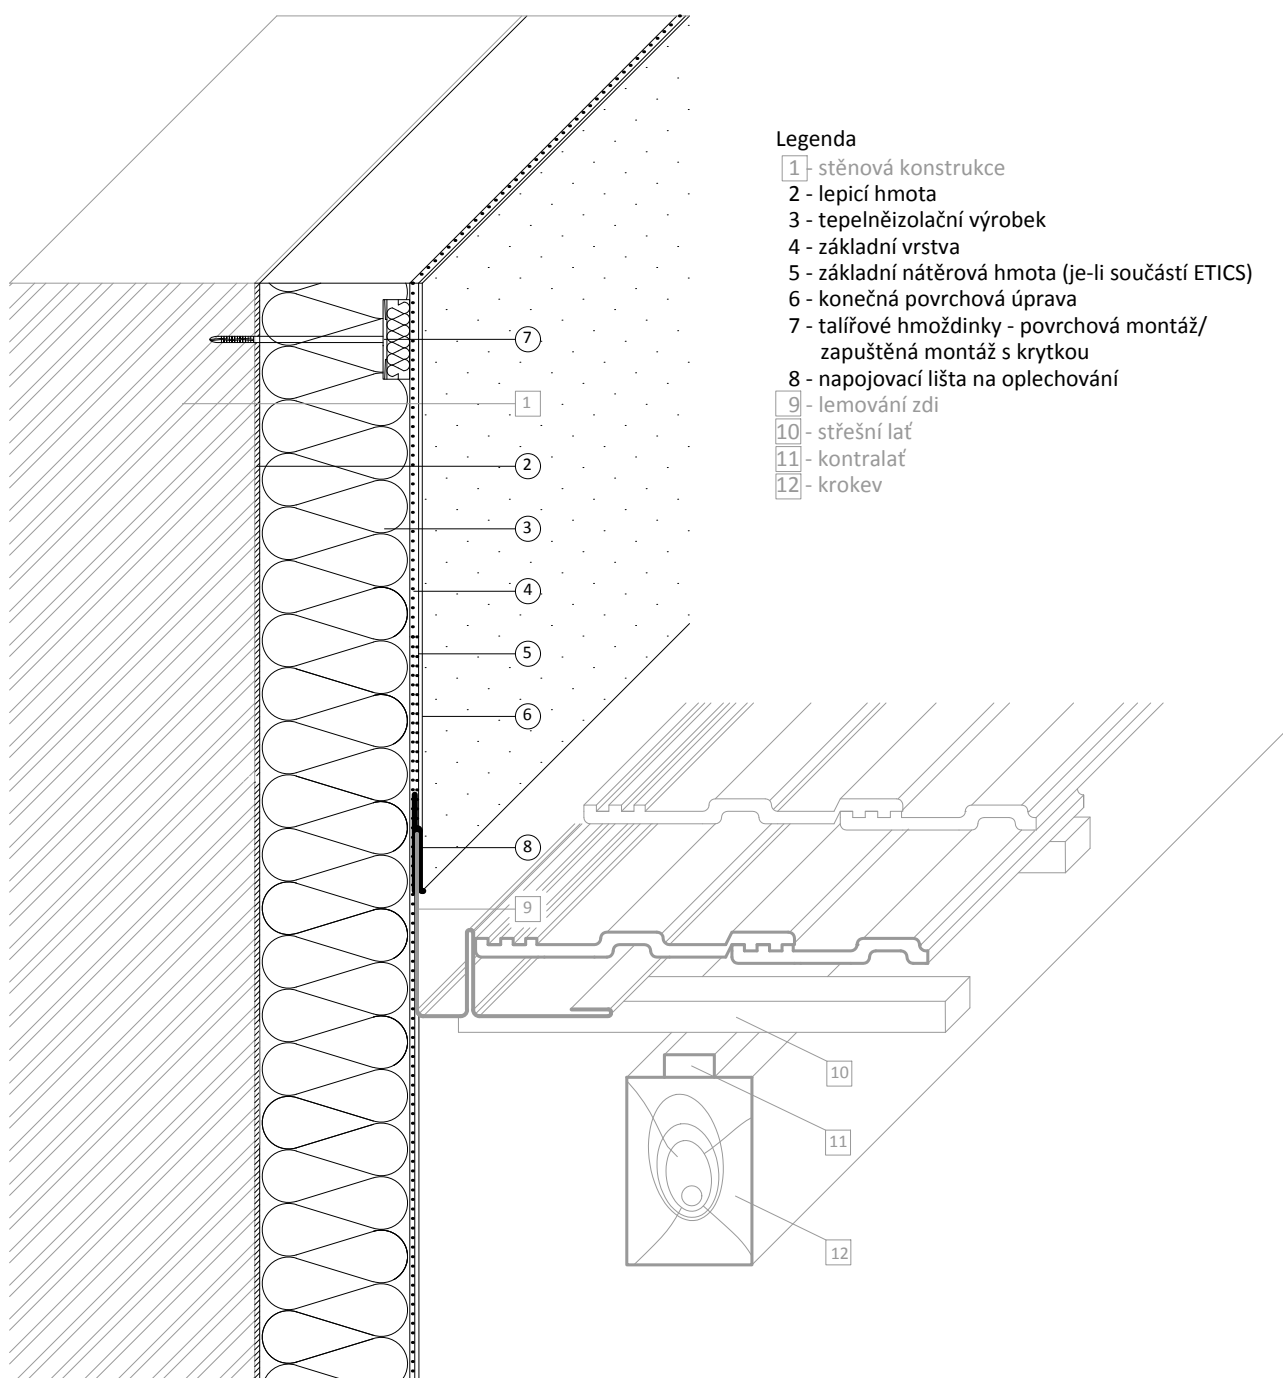 Legenda
1 - stěnová konstrukce
2 - lepicí hmota
3 - tepelněizolační výrobek
4 - základní vrstva
5 - základní nátěrová hmota (je-li součástí ETICS)
6 - konečná povrchová úprava
7 - talířové hmoždinky - povrchová montáž/
zapuštěná montáž s krytkou
8 - napojovací lišta na oplechování
9 - lemování zdi
10 - střešní lať
11 - kontralať
12 - krokev
7
1
2
3
4
5
6
8
9
10
11
12